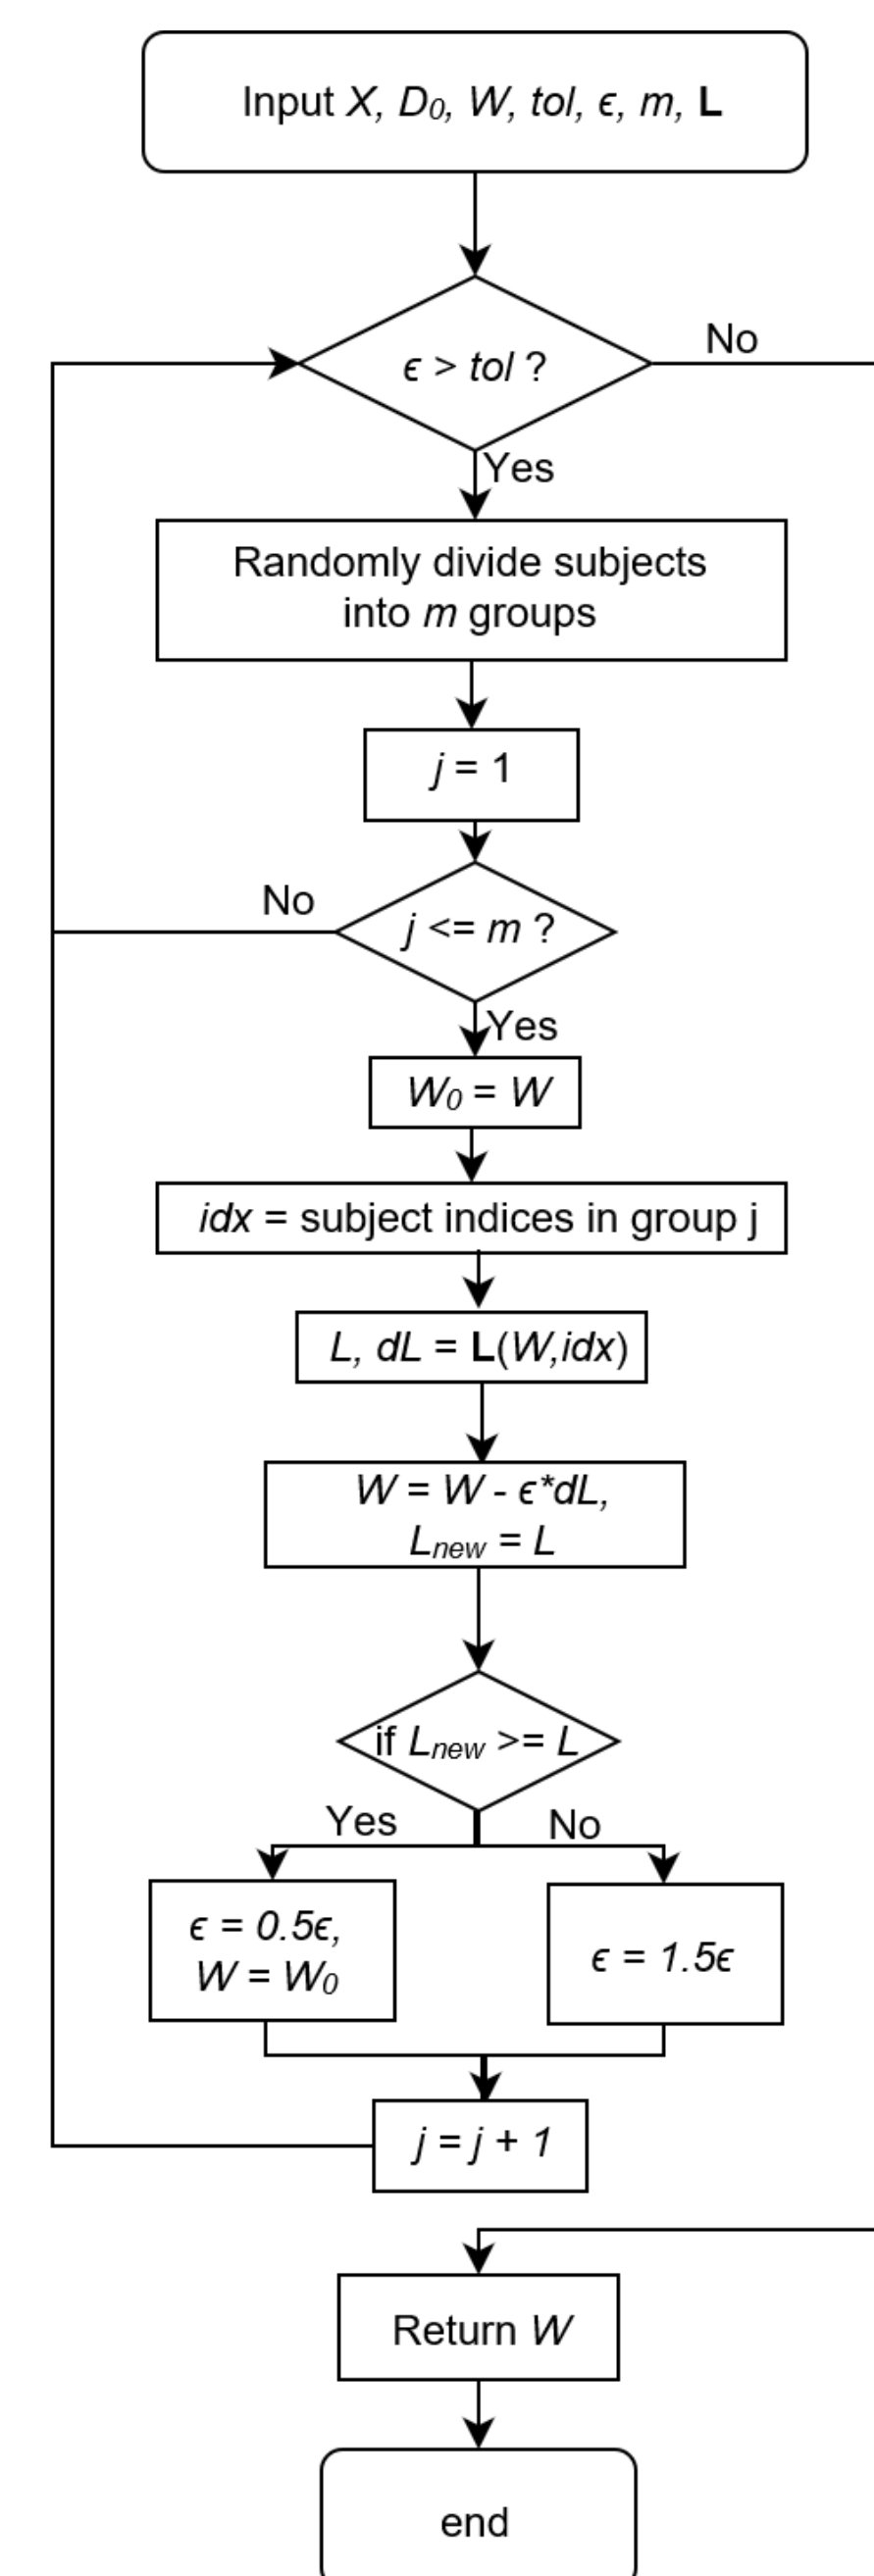 Input X, D₀, W, tol, ϵ, m, L
ϵ > tol ?
No
Yes
Randomly divide subjects
into m groups
j = 1
No
j <= m ?
Yes
W₀ = W
idx = subject indices in group j
L, dL = L(W,idx)
W = W - ϵ*dL,
Lnew = L
if Lnew >= L
Yes
No
ϵ = 0.5ϵ,
W = W₀
ϵ = 1.5ϵ
j = j + 1
Return W
end